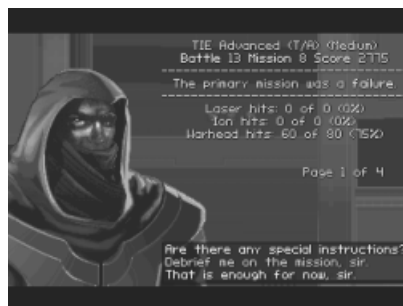 TIE Advanced (T/A) (Medium)
Battle 13 Mission 8 Score 2775
The primary mission was a failure.
Laser hits: 0 of 0 (0%)
Ion hits: 0 of 0 (0%)
Warhead hits: 60 of 80 (75%)
Page 1 of 4
Are there any special instructions?
Debrief me on the mission, sir.
That is enough for now, sir.